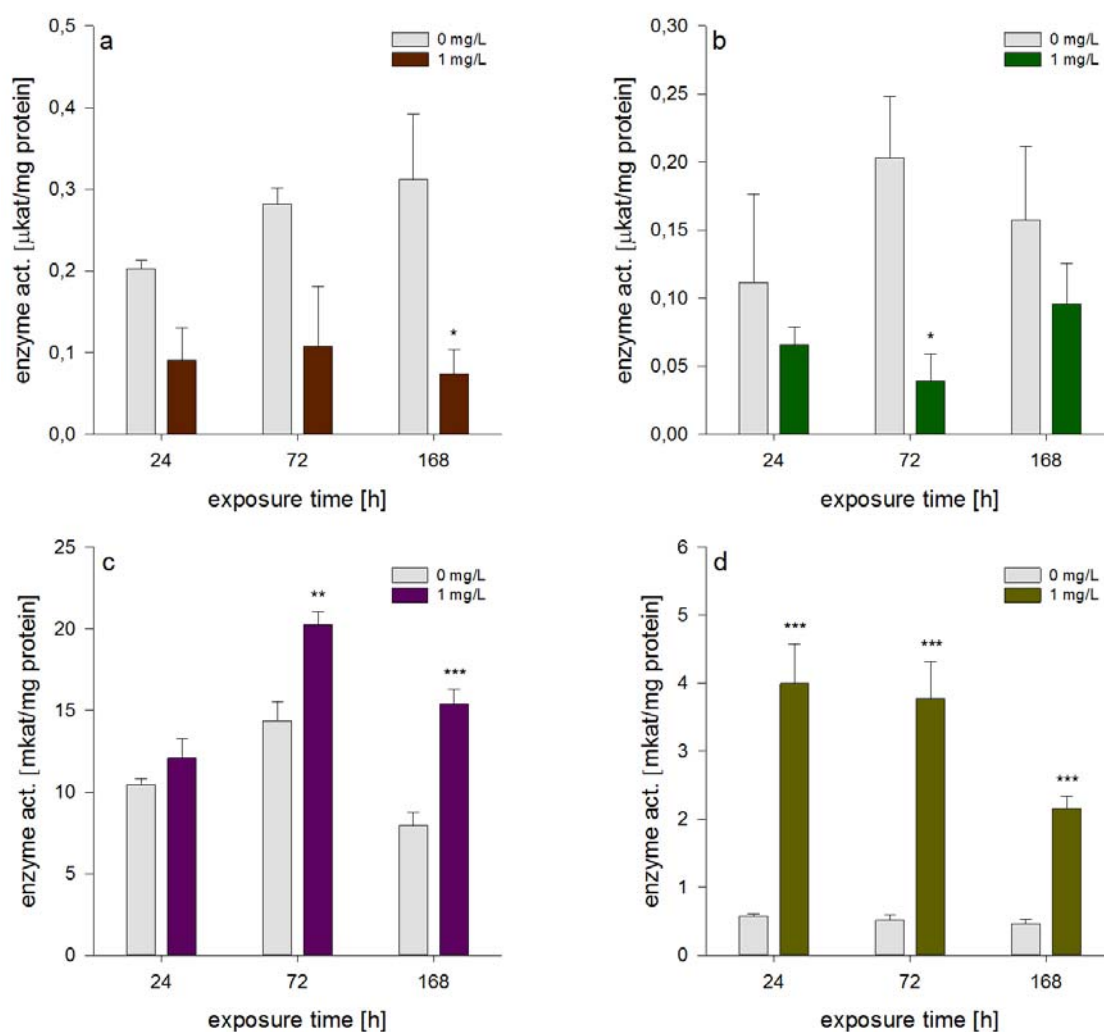 a
0 mg/L
1 mg/L
enzyme act. [µkat/mg protein]
0,5
0,4
0,3
0,2
0,1
0,0
*
24 72 168
exposure time [h]
b
0 mg/L
1 mg/L
enzyme act. [µkat/mg protein]
0,30
0,25
0,20
0,15
0,10
0,05
0,00
*
24 72 168
exposure time [h]
c
0 mg/L
1 mg/L
enzyme act. [mkat/mg protein]
25
20
15
10
5
0
**
***
24 72 168
exposure time [h]
d
0 mg/L
1 mg/L
enzyme act. [mkat/mg protein]
6
5
4
3
2
1
0
***
***
***
24 72 168
exposure time [h]